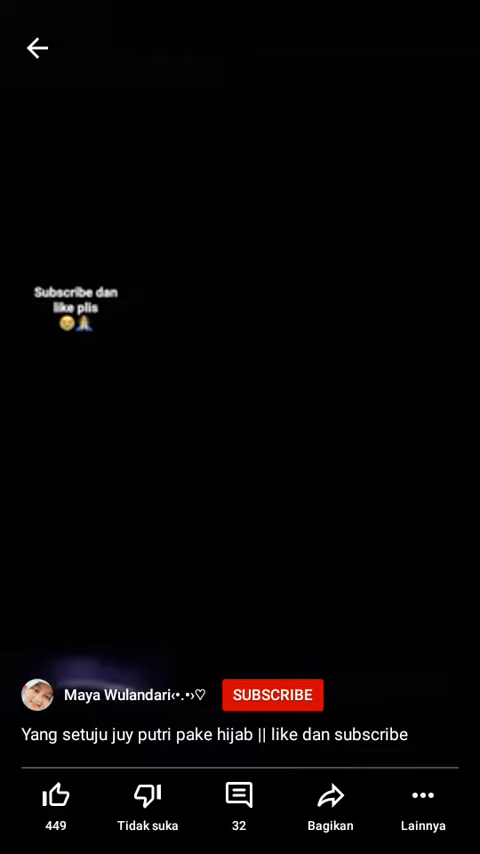 Subscribe dan
like plis
😢🙏🏼
Maya Wulandari‹•.•›♡
SUBSCRIBE
Yang setuju juy putri pake hijab || like dan subscribe
449
Tidak suka
32
Bagikan
Lainnya